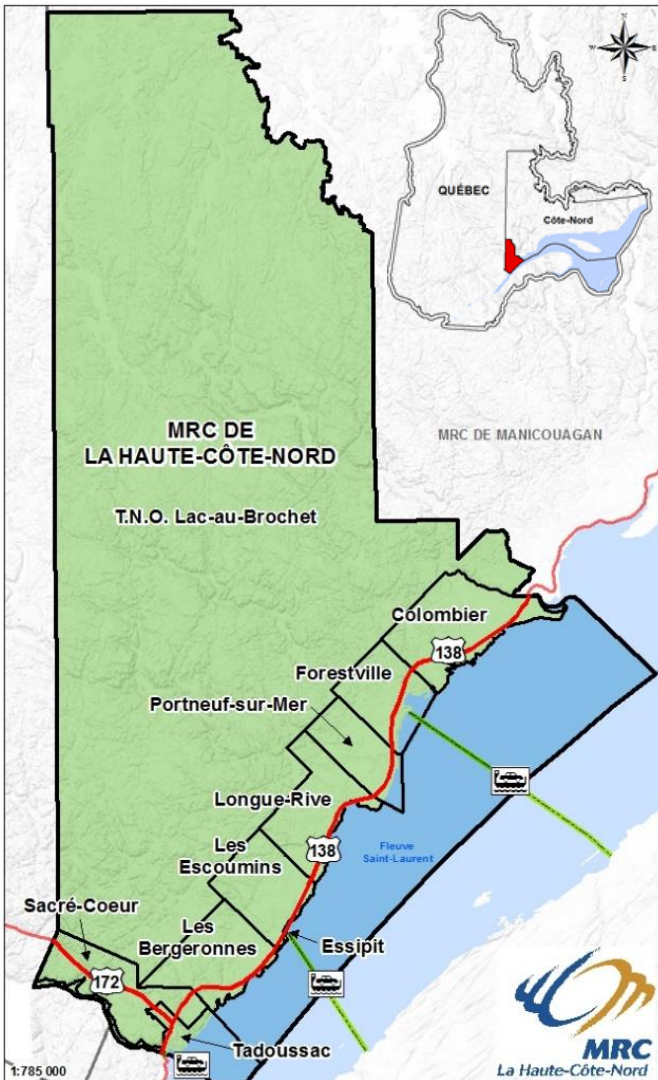 N
W
E
S
QUÉBEC
Côte-Nord
MRC DE
LA HAUTE-CÔTE-NORD
MRC DE MANICOUAGAN
T.N.O. Lac-au-Brochet
Colombier
138
Forestville
Portneuf-sur-Mer
Longue-Rive
138
Fleuve
Saint-Laurent
Les
Escoumins
Sacré-Coeur
Les
Bergeronnes
Essipit
172
Tadoussac
1:785 000
MRC
La Haute-Côte-Nord